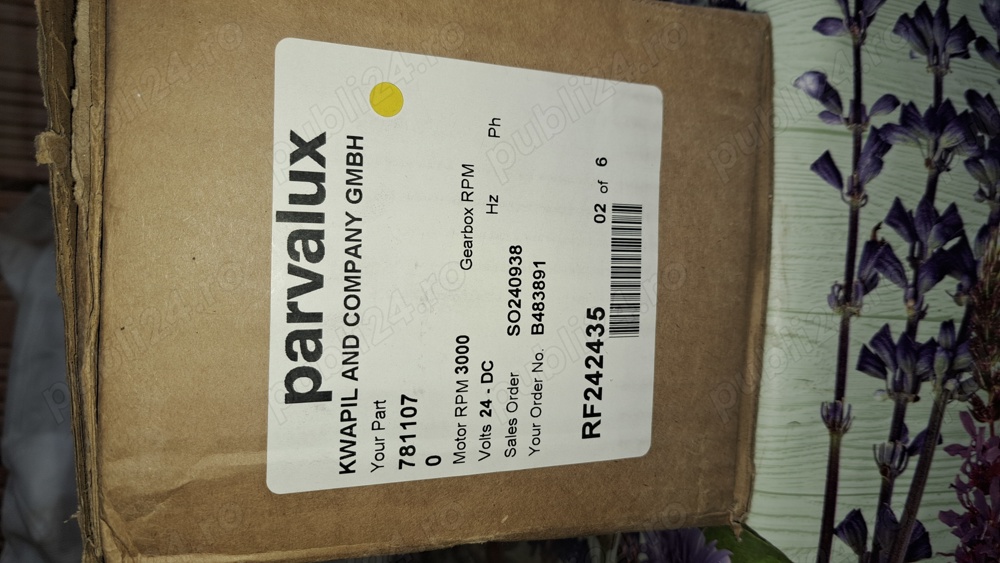 parvalux
KWAPIL AND COMPANY GMBH
Your Part
781107
0
Motor RPM 3000 Gearbox RPM
Volts 24 - DC Hz Ph
Sales Order SO240938
Your Order No. B483891
RF242435 02 of 6
publi24.ro